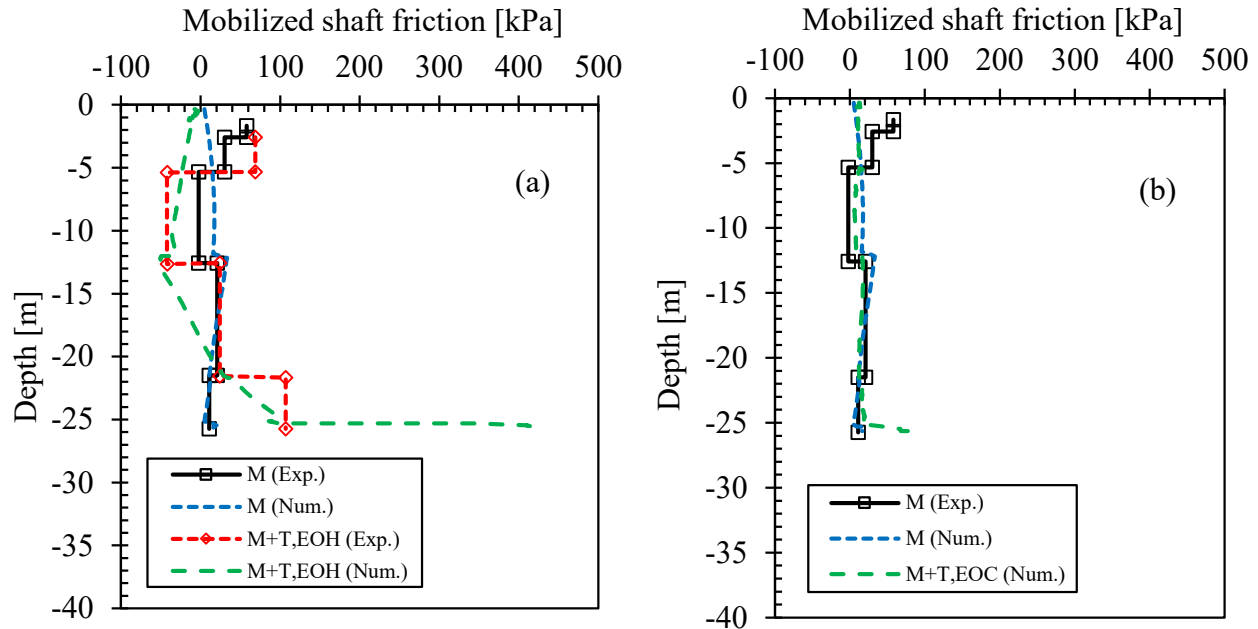 Mobilized shaft friction [kPa]
-100 0 100 200 300 400 500
0
-5
-10
-15
-20
-25
-30
-35
-40
Depth [m]
(a)
M (Exp.)
M (Num.)
M+T,EOH (Exp.)
M+T,EOH (Num.)
Mobilized shaft friction [kPa]
-100 0 100 200 300 400 500
0
-5
-10
-15
-20
-25
-30
-35
-40
Depth [m]
(b)
M (Exp.)
M (Num.)
M+T,EOC (Num.)